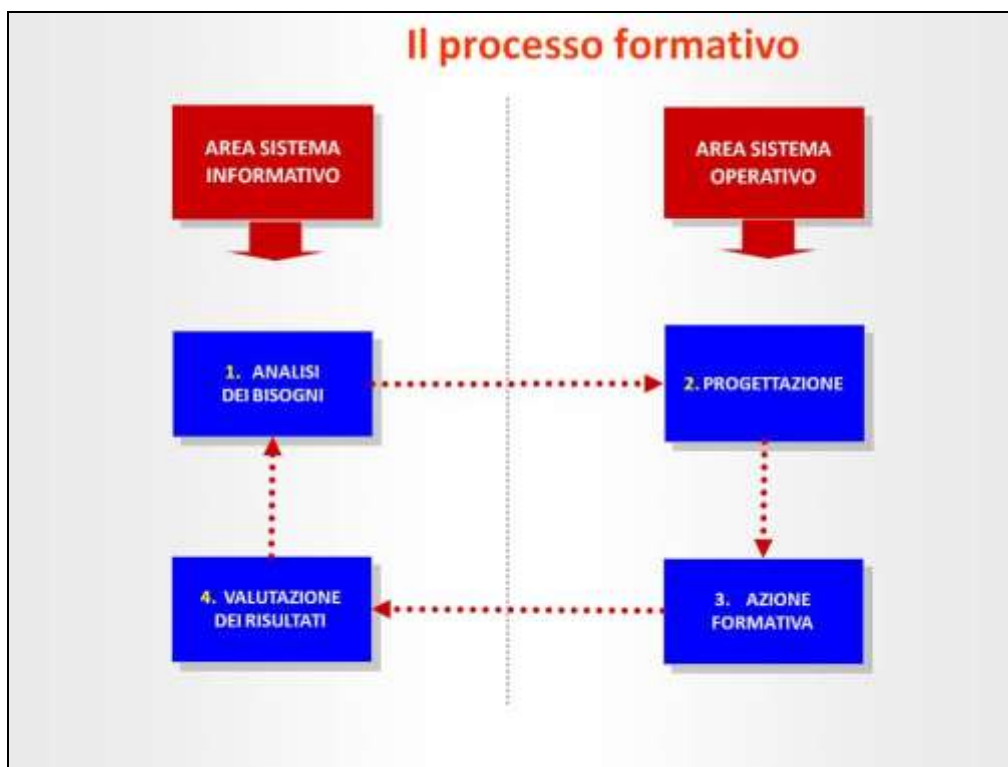 Il processo formativo
AREA SISTEMA
INFORMATIVO
AREA SISTEMA
OPERATIVO
1. ANALISI
DEI BISOGNI
2. PROGETTAZIONE
4. VALUTAZIONE
DEI RISULTATI
3. AZIONE
FORMATIVA